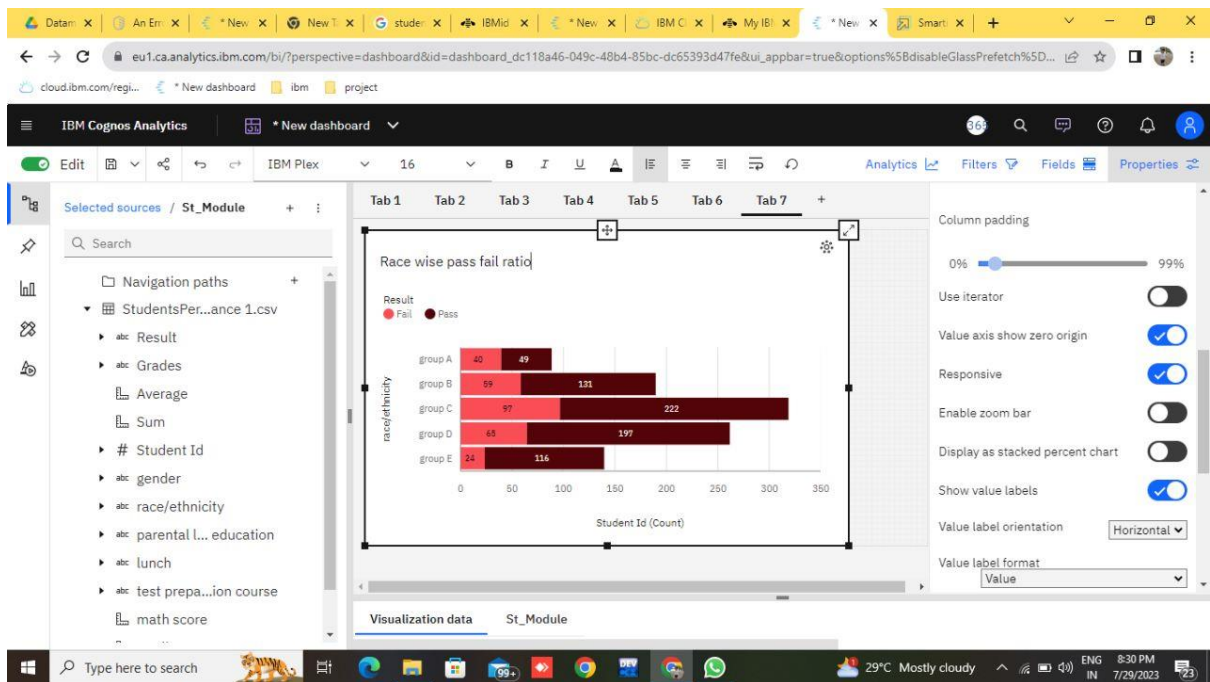 Datam
An Err
* New
New T
studer
IBMid
* New
IBM C
My IBM
* New
Smart
eu1.ca.analytics.ibm.com/bi/?perspective=dashboard&id=dashboard_dc118a46-049c-48b4-85bc-dc65393d47fe&ui_appbar=true&options%5BdisableGlassPrefetch%5D...
cloud.ibm.com/regi...
* New dashboard
ibm
project
IBM Cognos Analytics
* New dashboard
365
Edit
IBM Plex
16
B I U A
Analytics
Filters
Fields
Properties
Selected sources / St_Module
Search
Navigation paths
StudentsPer...ance 1.csv
abc Result
abc Grades
Average
Sum
# Student Id
abc gender
abc race/ethnicity
abc parental l... education
abc lunch
abc test prepa...ion course
math score
Tab 1 Tab 2 Tab 3 Tab 4 Tab 5 Tab 6 Tab 7 +
Race wise pass fail ratio
Result
Fail Pass
race/ethnicity
group A 40 49
group B 59 131
group C 97 222
group D 65 197
group E 24 116
0 50 100 150 200 250 300 350
Student Id (Count)
Visualization data
St_Module
Column padding
0% 99%
Use iterator
Value axis show zero origin
Responsive
Enable zoom bar
Display as stacked percent chart
Show value labels
Value label orientation Horizontal
Value label format
Value
Type here to search
99+
DEV
29°C Mostly cloudy
ENG
IN
8:30 PM
7/29/2023
23